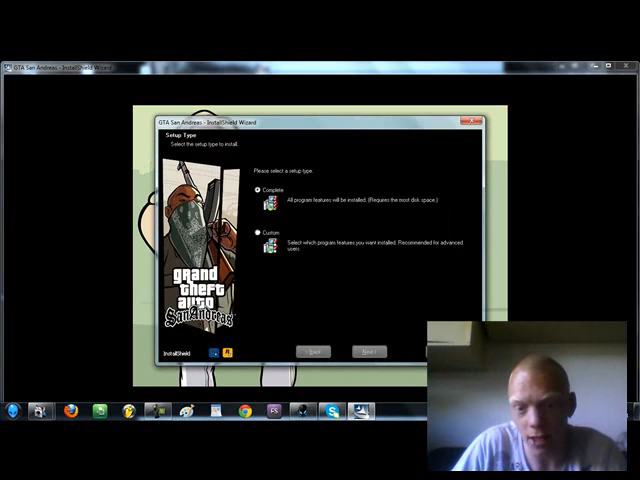 GTA San Andreas - InstallShield Wizard
GTA San Andreas - InstallShield Wizard
Setup Type
Select the setup type to install.
Please select a setup type.
Complete
All program features will be installed. (Requires the most disk space.)
Custom
Select which program features you want installed. Recommended for advanced
users.
grand
theft
auto
San Andreas
InstallShield
R
< Back
Next >
FS
S